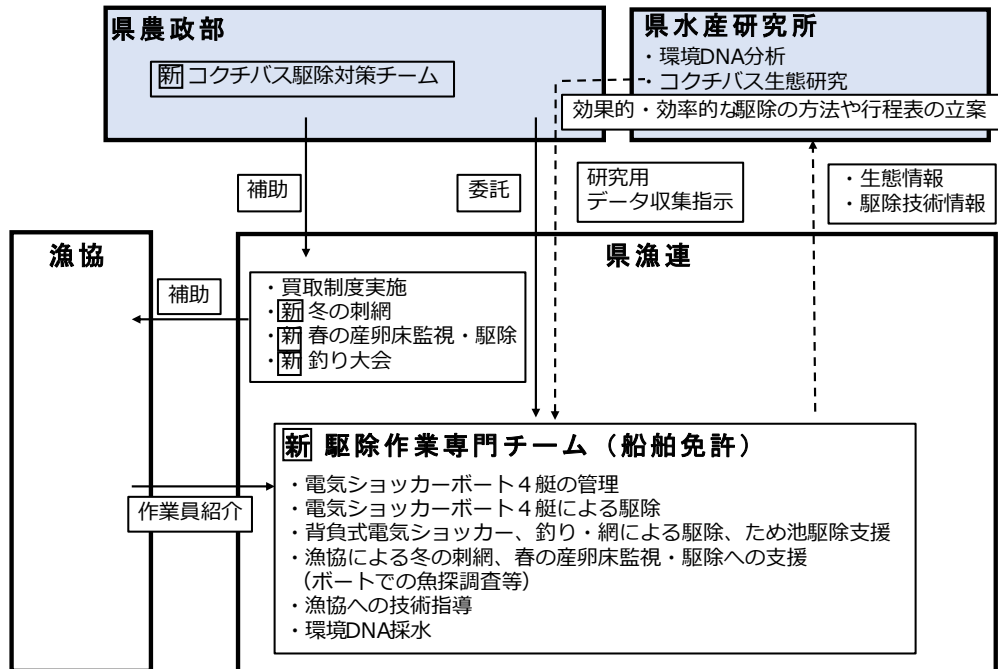 県農政部
新 コクチバス駆除対策チーム
県水産研究所
・環境DNA分析
・コクチバス生態研究
効果的・効率的な駆除の方法や行程表の立案
補助
委託
研究用
データ収集指示
・生態情報
・駆除技術情報
漁協
県漁連
補助
・買取制度実施
・新 冬の刺網
・新 春の産卵床監視・駆除
・新 釣り大会
作業員紹介
新 駆除作業専門チーム（船舶免許）
・電気ショッカーボート４艇の管理
・電気ショッカーボート４艇による駆除
・背負式電気ショッカー、釣り・網による駆除、ため池駆除支援
・漁協による冬の刺網、春の産卵床監視・駆除への支援
（ボートでの魚探調査等）
・漁協への技術指導
・環境DNA採水